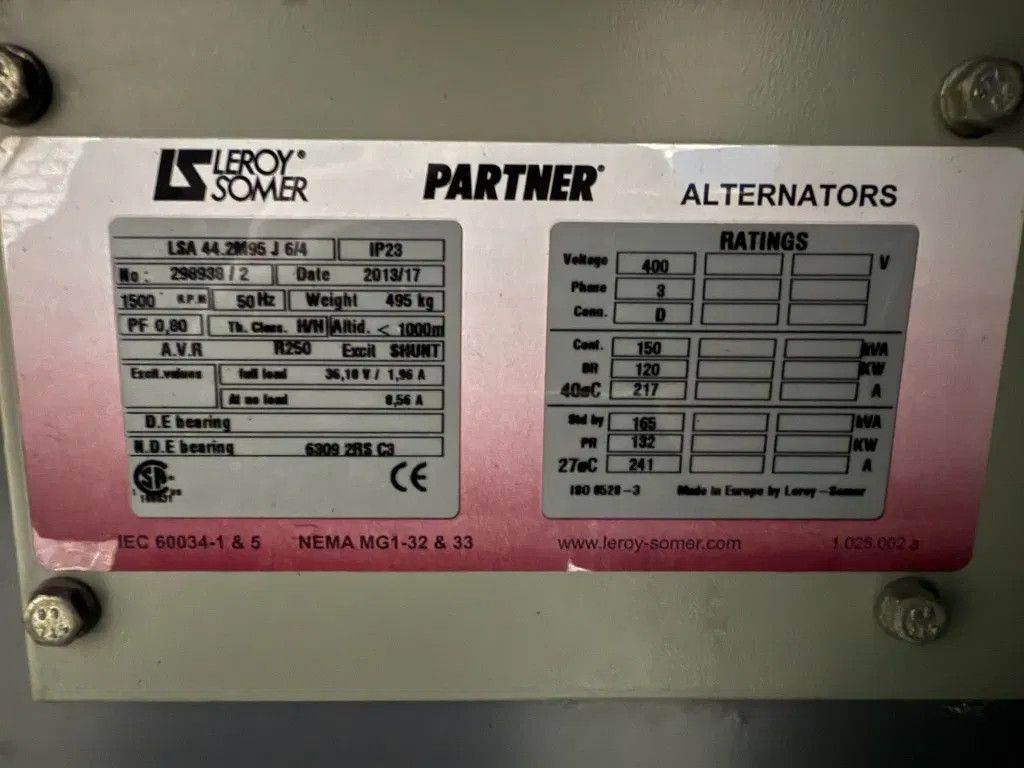 LEROY®
SOMER
PARTNER®
ALTERNATORS
LSA 44.2M95 J 6/4 IP23
No: 298938/2 Date 2013/17
1500 R.P.M 50 Hz Weight 495 kg
PF 0,80 Th. Class. H/H Altid. < 1000m
A.V.R R250 Excit SHUNT
Excit.values full load 36,10 V / 1,96 A
At no load 0,56 A
D.E bearing
N.D.E bearing 6309 2RS C3
CE
RATINGS
Voltage 400 V
Phase 3
Conn. D
Cont. 150 kVA
BR 120 KW
40øC 217 A
Std by 165 kVA
PR 132 KW
27øC 241 A
ISO 8528-3 Made in Europe by Leroy-Somer
IEC 60034-1 & 5 NEMA MG1-32 & 33 www.leroy-somer.com 1.028.002 a